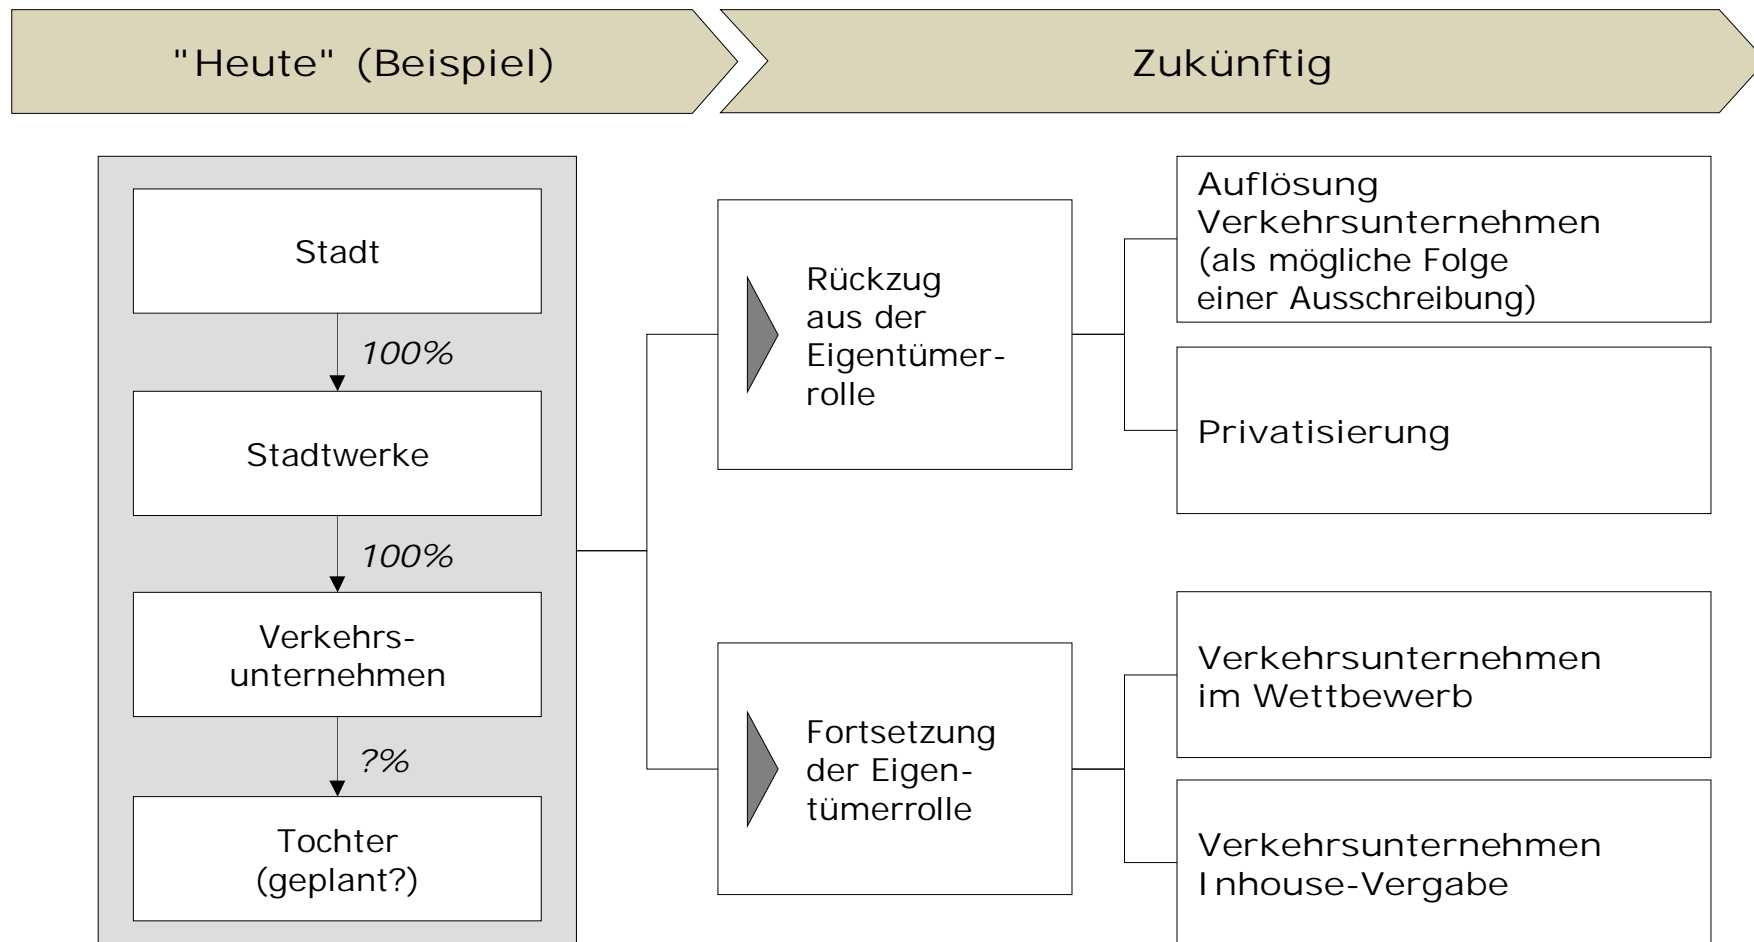 "Heute" (Beispiel)
Zukünftig
Stadt
100%
Stadtwerke
100%
Verkehrs-
unternehmen
?%
Tochter
(geplant?)
Rückzug
aus der
Eigentümer-
rolle
Fortsetzung
der Eigen-
tümerrolle
Auflösung
Verkehrsunternehmen
(als mögliche Folge
einer Ausschreibung)
Privatisierung
Verkehrsunternehmen
im Wettbewerb
Verkehrsunternehmen
Inhouse-Vergabe